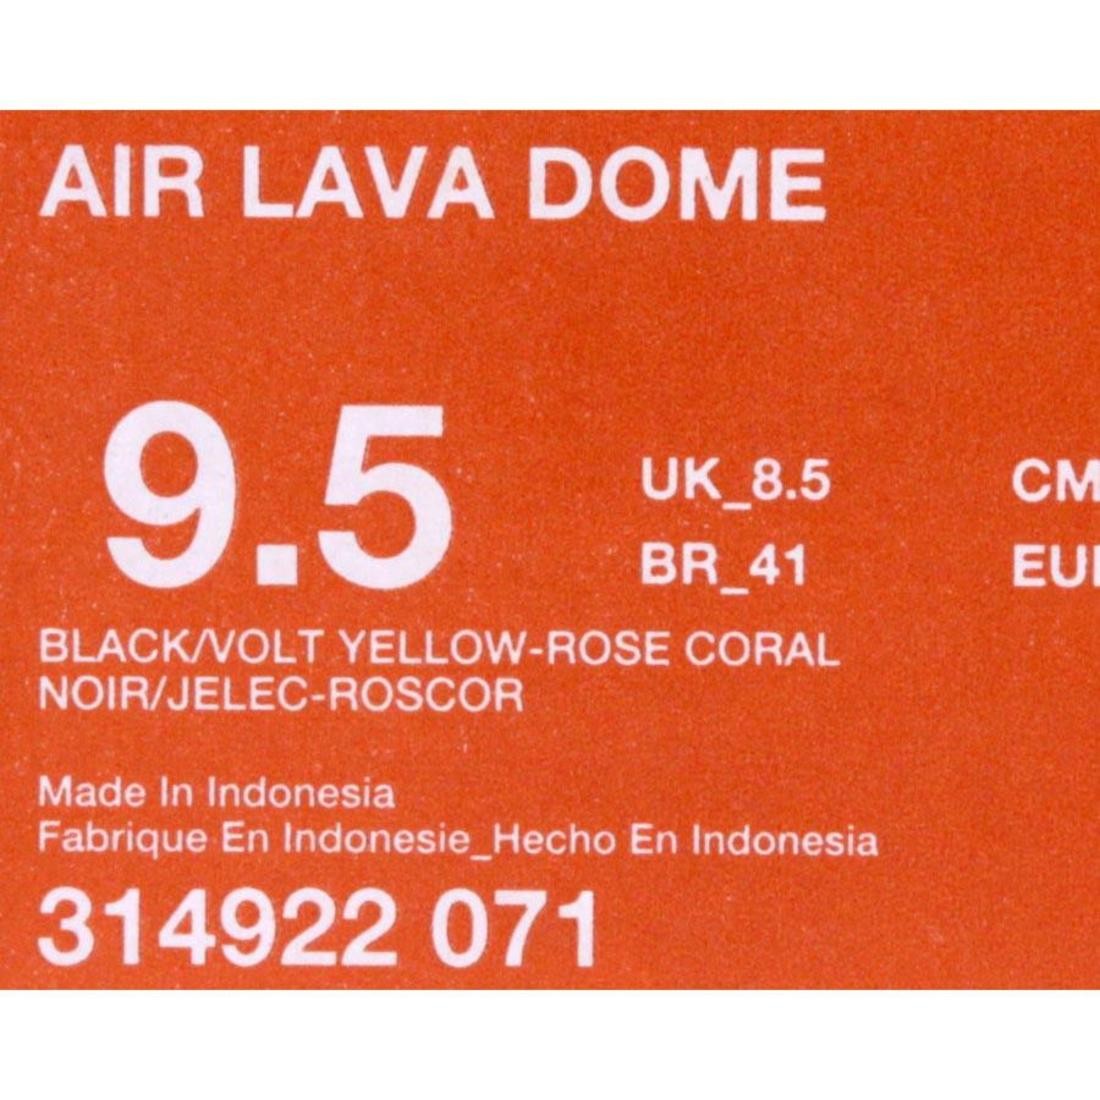 AIR LAVA DOME
9.5
UK_8.5
CM
BR_41
BLACK/VOLT YELLOW-ROSE CORAL
NOIR/JELEC-ROSCOR
Made In Indonesia
Fabrique En Indonesie_Hecho En Indonesia
314922 071